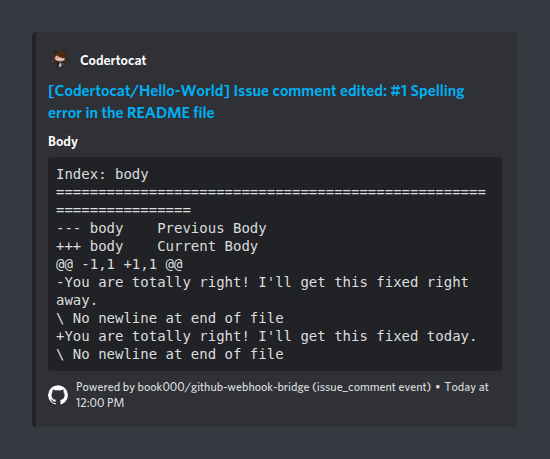 Codertocat
[Codertocat/Hello-World] Issue comment edited: #1 Spelling
error in the README file
Body
Index: body
===================================================
================
--- body    Previous Body
+++ body    Current Body
@@ -1,1 +1,1 @@
-You are totally right! I'll get this fixed right
away.
\ No newline at end of file
+You are totally right! I'll get this fixed today.
\ No newline at end of file
Powered by book000/github-webhook-bridge (issue_comment event) • Today at
12:00 PM